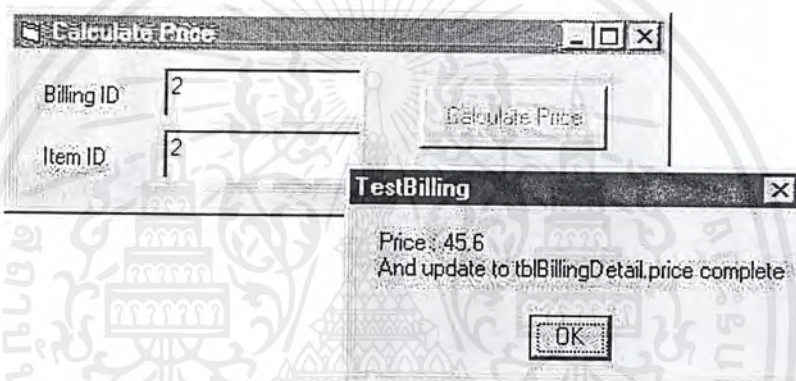 Calculate Price
Billing ID
2
Calculate Price
Item ID
2
TestBilling
Price : 45.6
And update to tblBillingDetail.price complete
OK